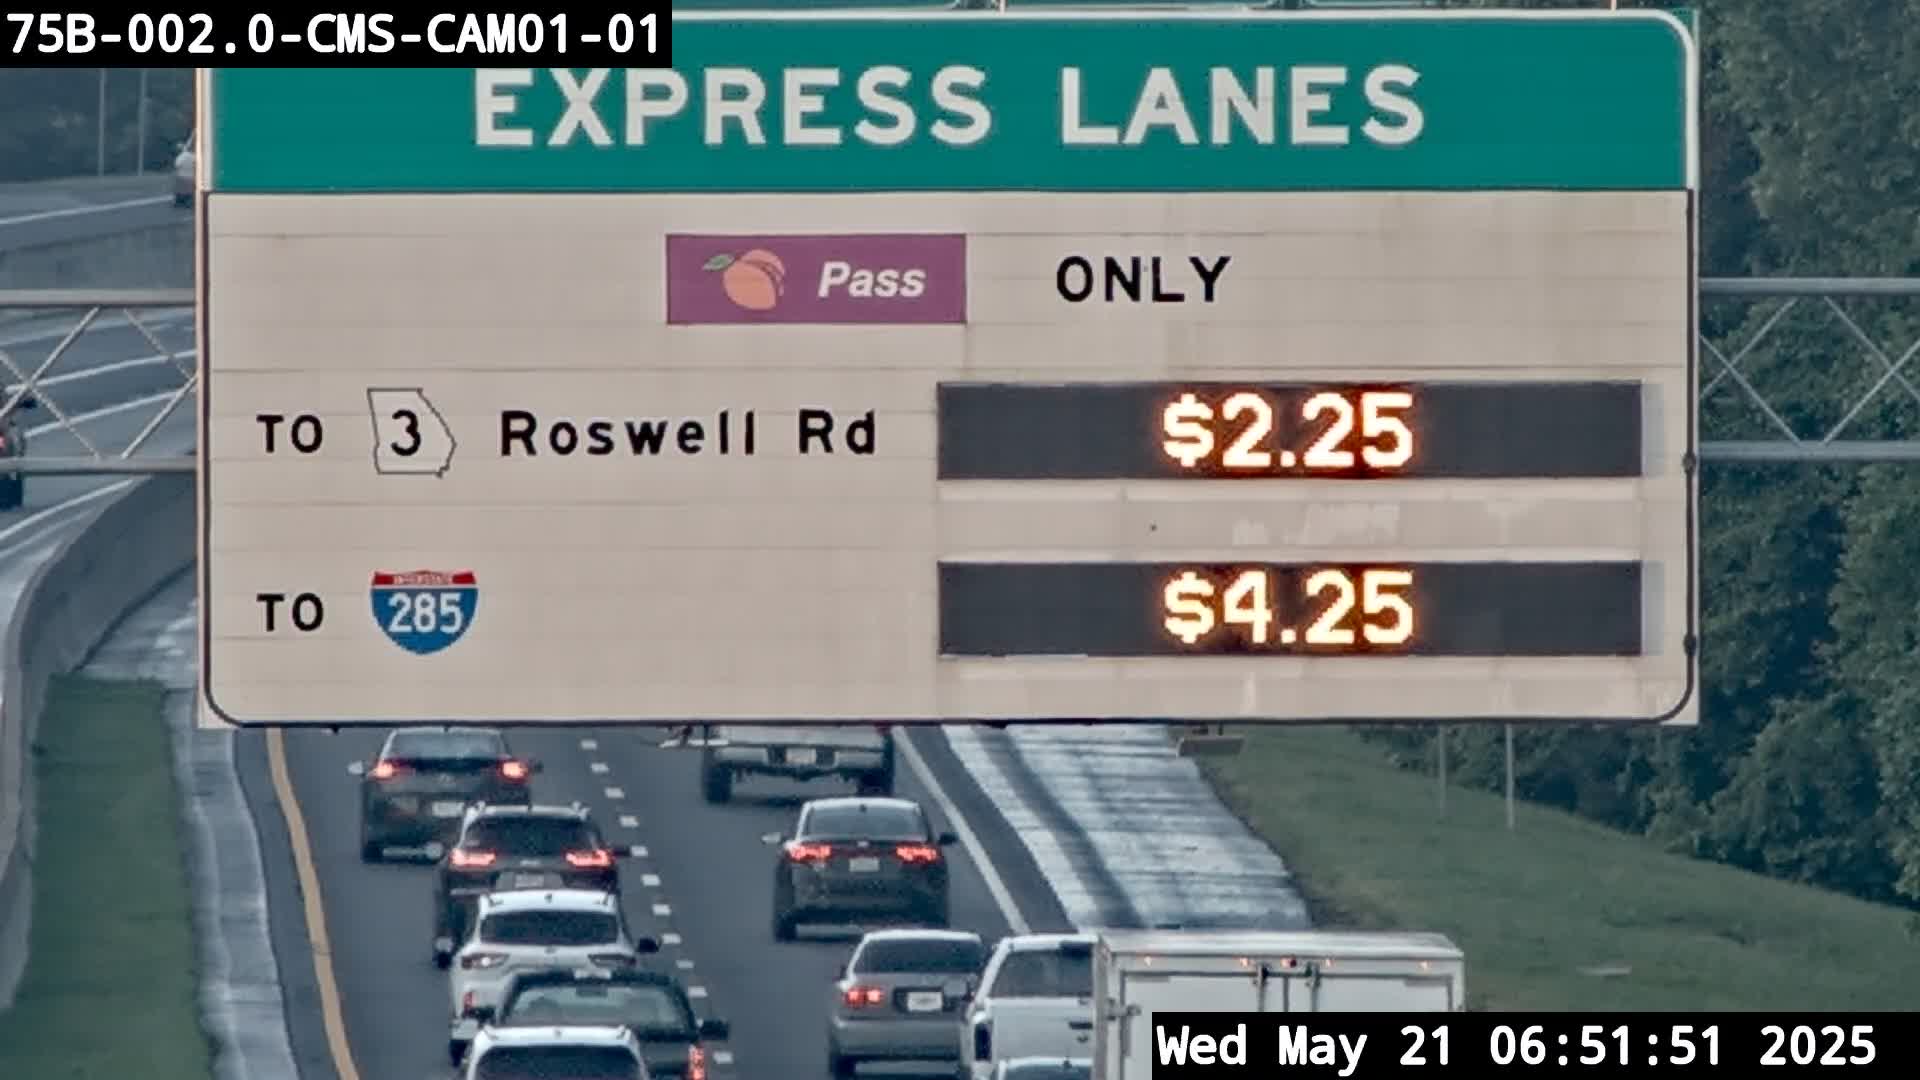 75B-002.0-CMS-CAM01-01
EXPRESS LANES
Pass ONLY
TO 3 Roswell Rd $2.25
INTERSTATE
TO 285 $4.25
Wed May 21 06:51:51 2025